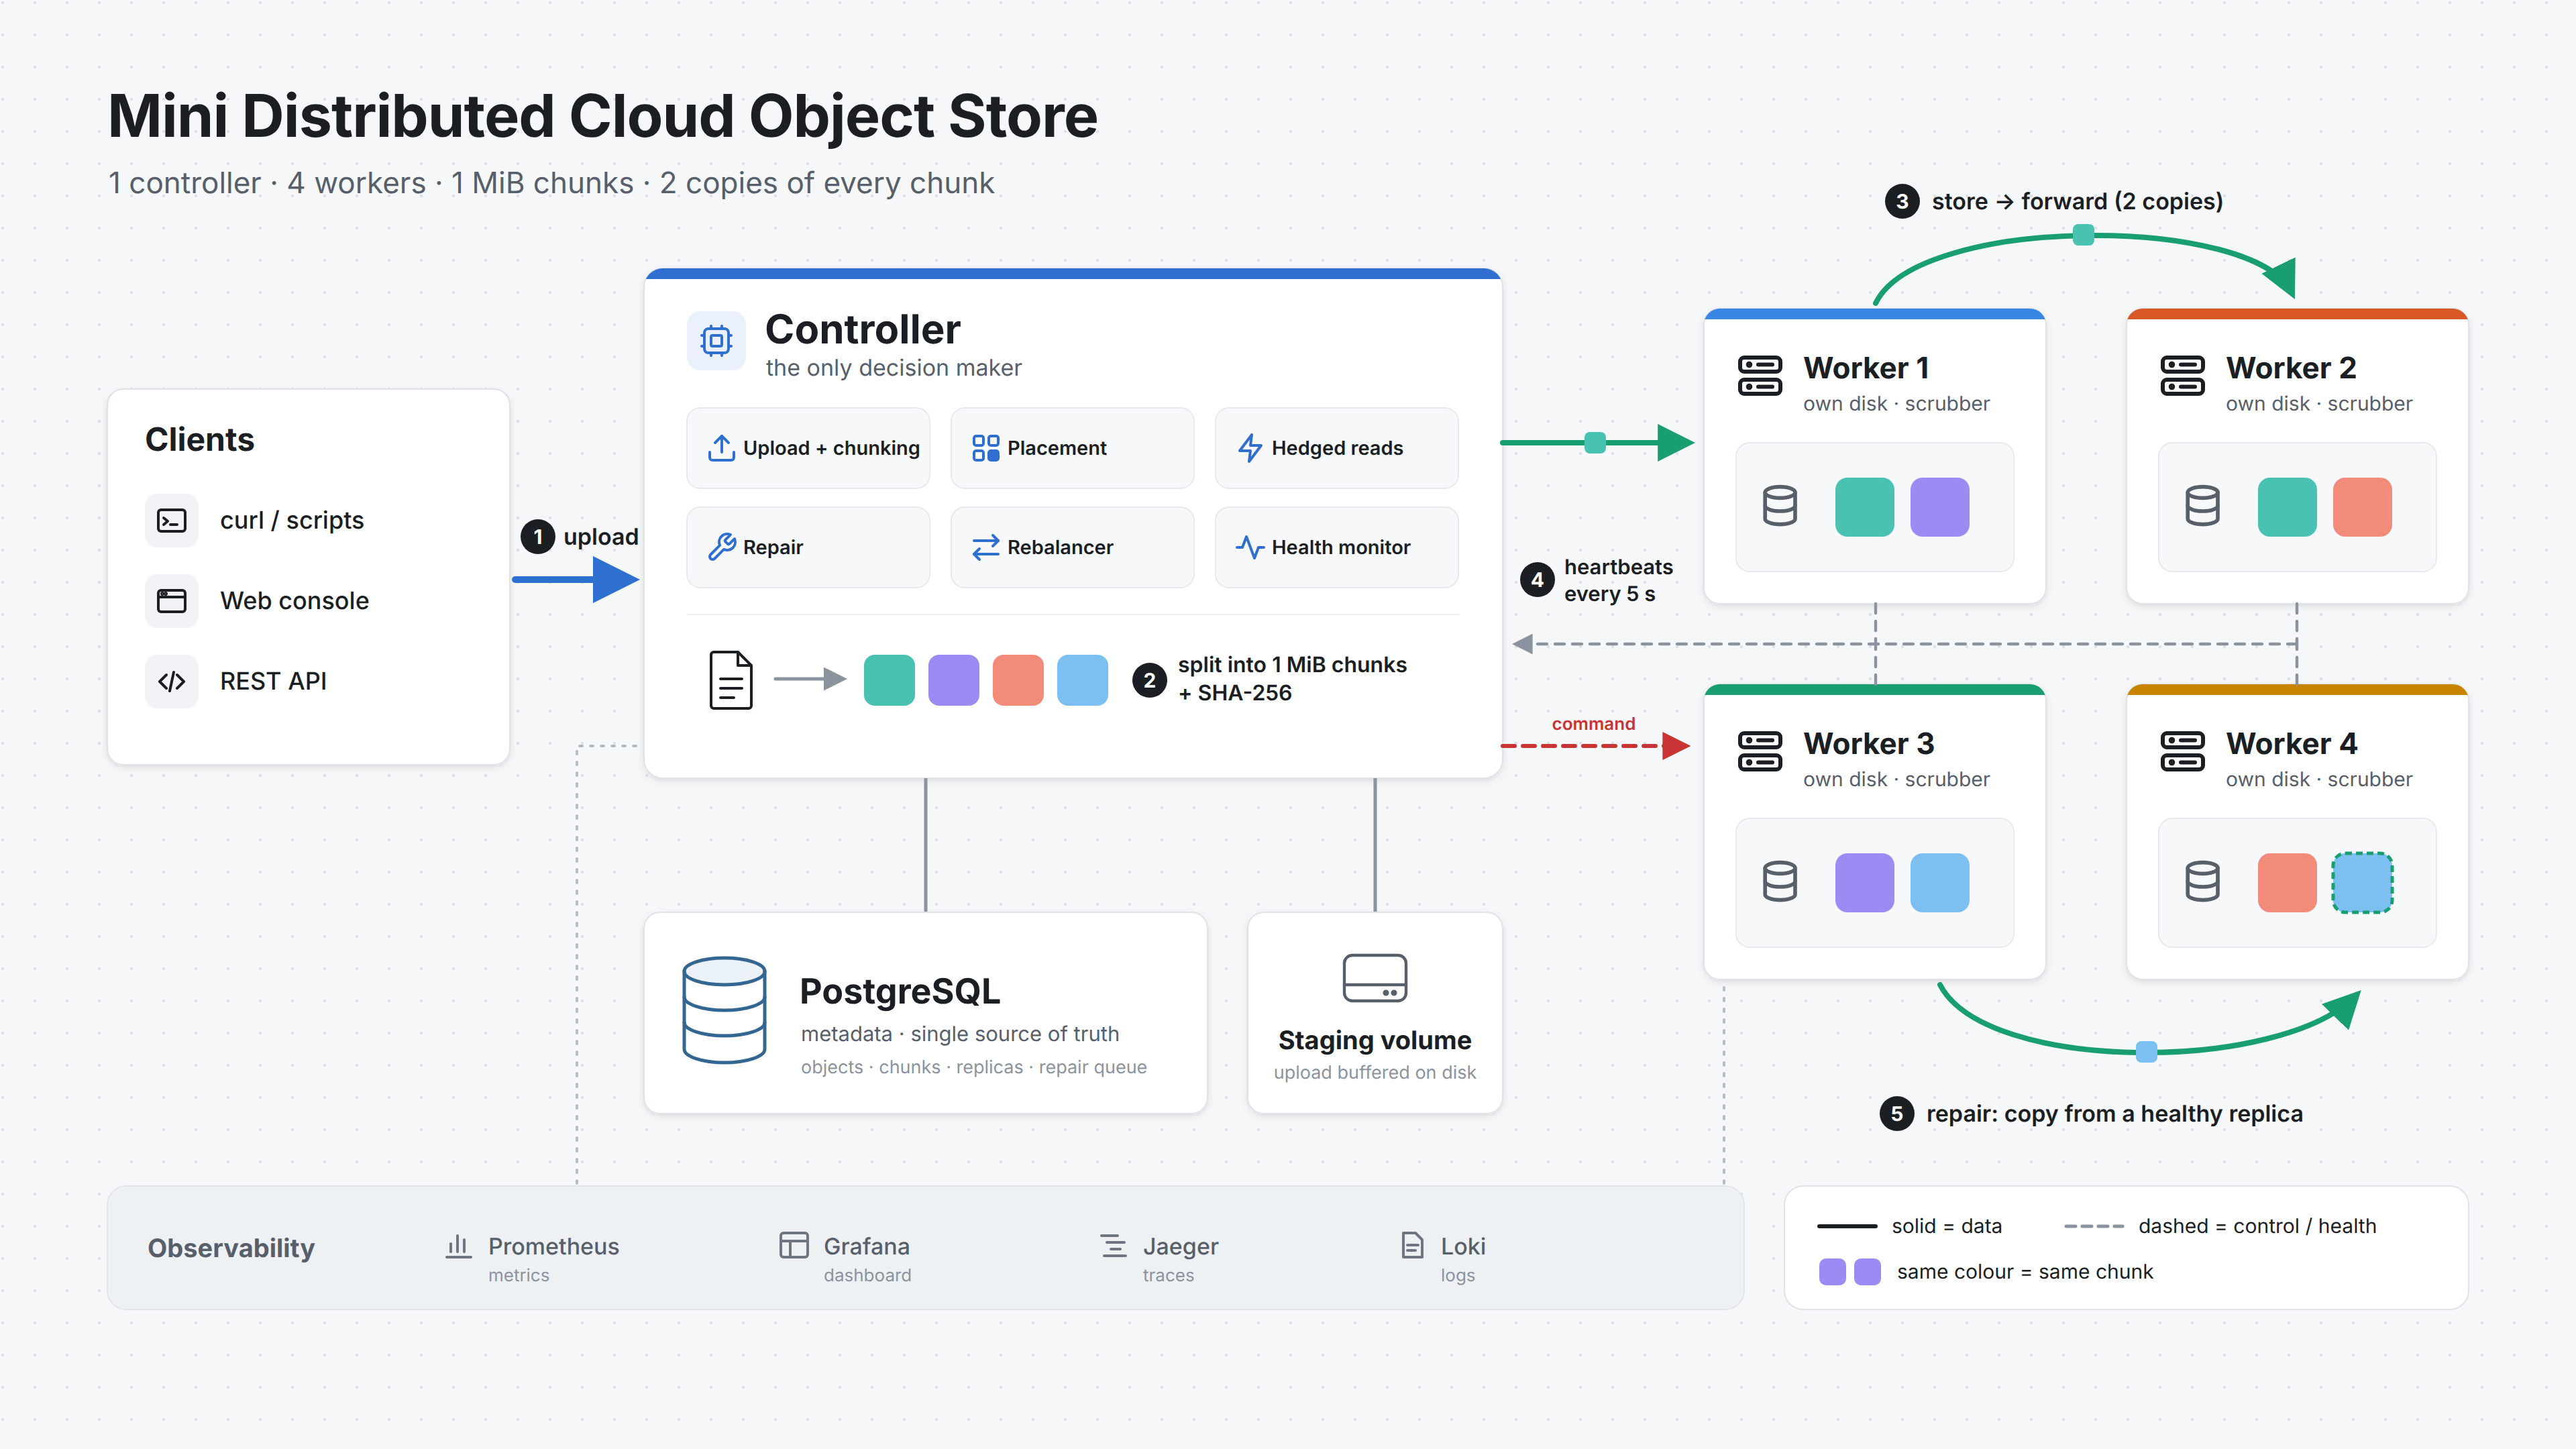 Mini Distributed Cloud Object Store
1 controller · 4 workers · 1 MiB chunks · 2 copies of every chunk
3 store → forward (2 copies)
Clients
curl / scripts
Web console
REST API
1 upload
Controller
the only decision maker
Upload + chunking
Placement
Hedged reads
Repair
Rebalancer
Health monitor
2 split into 1 MiB chunks
+ SHA-256
4 heartbeats
every 5 s
command
Worker 1
own disk · scrubber
Worker 2
own disk · scrubber
Worker 3
own disk · scrubber
Worker 4
own disk · scrubber
PostgreSQL
metadata · single source of truth
objects · chunks · replicas · repair queue
Staging volume
upload buffered on disk
5 repair: copy from a healthy replica
Observability
Prometheus
metrics
Grafana
dashboard
Jaeger
traces
Loki
logs
solid = data
dashed = control / health
same colour = same chunk